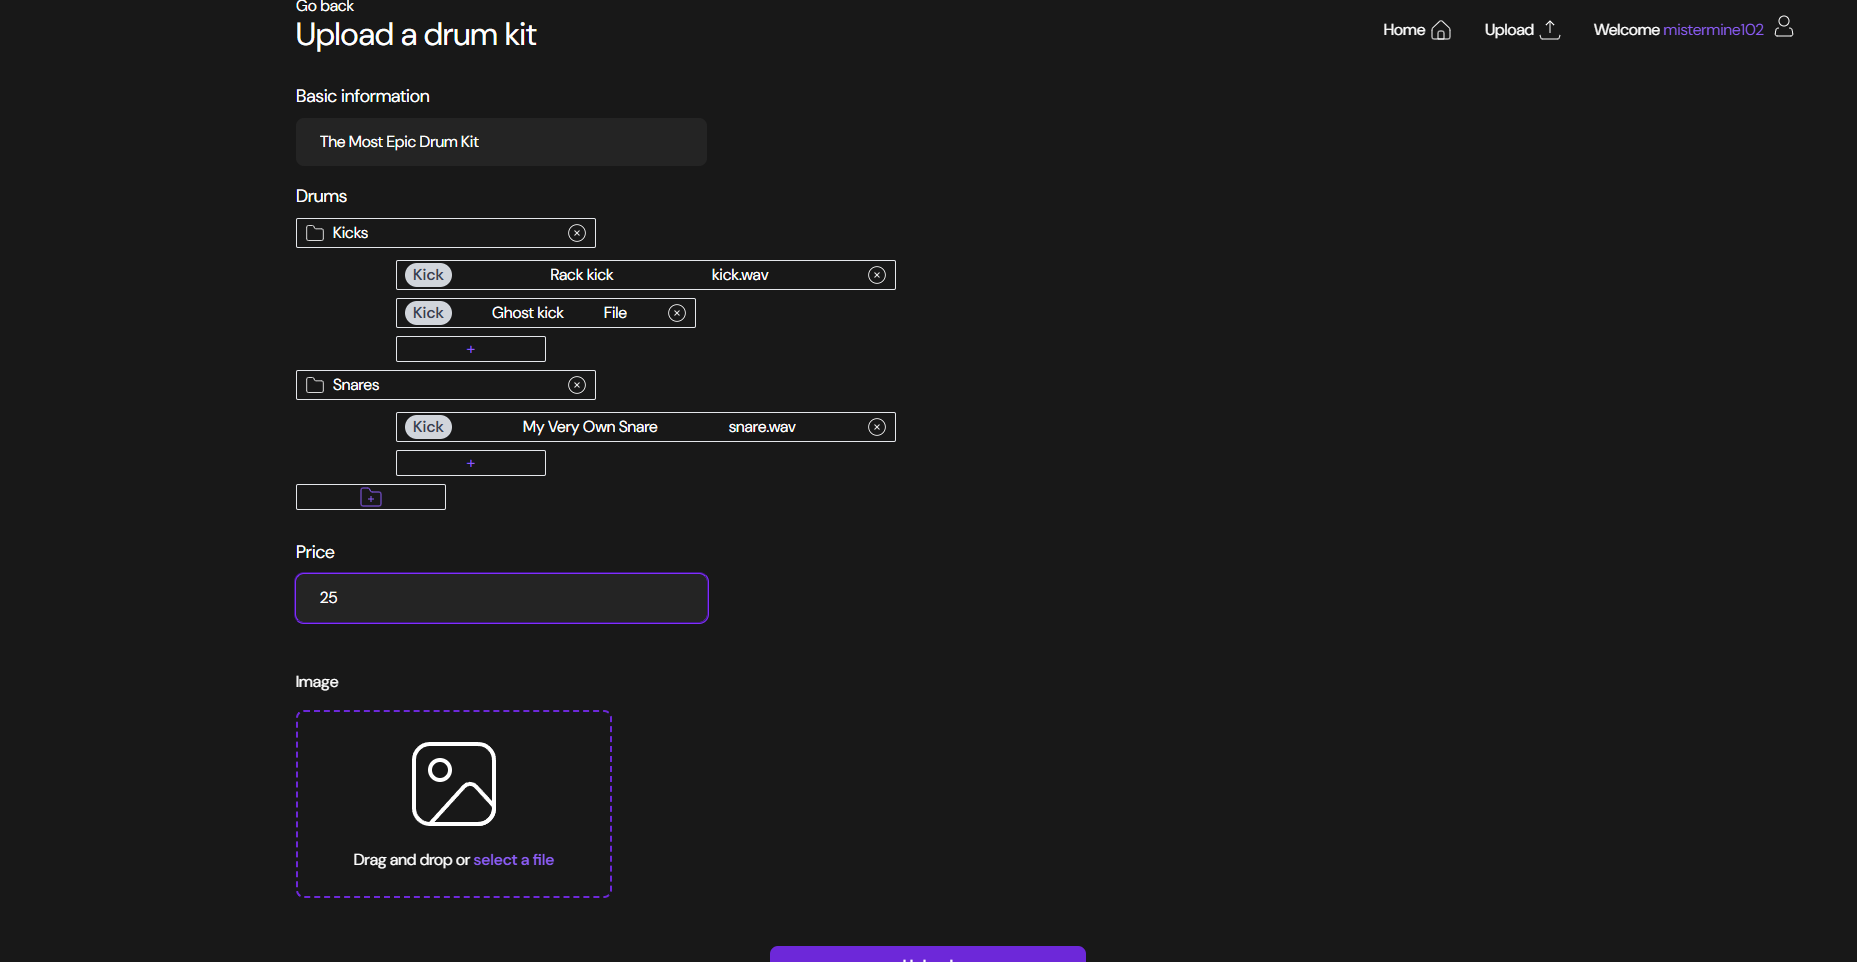 Go back
Upload a drum kit
Home
Upload
Welcome mistermine102
Basic information
The Most Epic Drum Kit
Drums
Kicks
Kick Rack kick kick.wav
Kick Ghost kick File
+
Snares
Kick My Very Own Snare snare.wav
+
Price
25
Image
Drag and drop or select a file